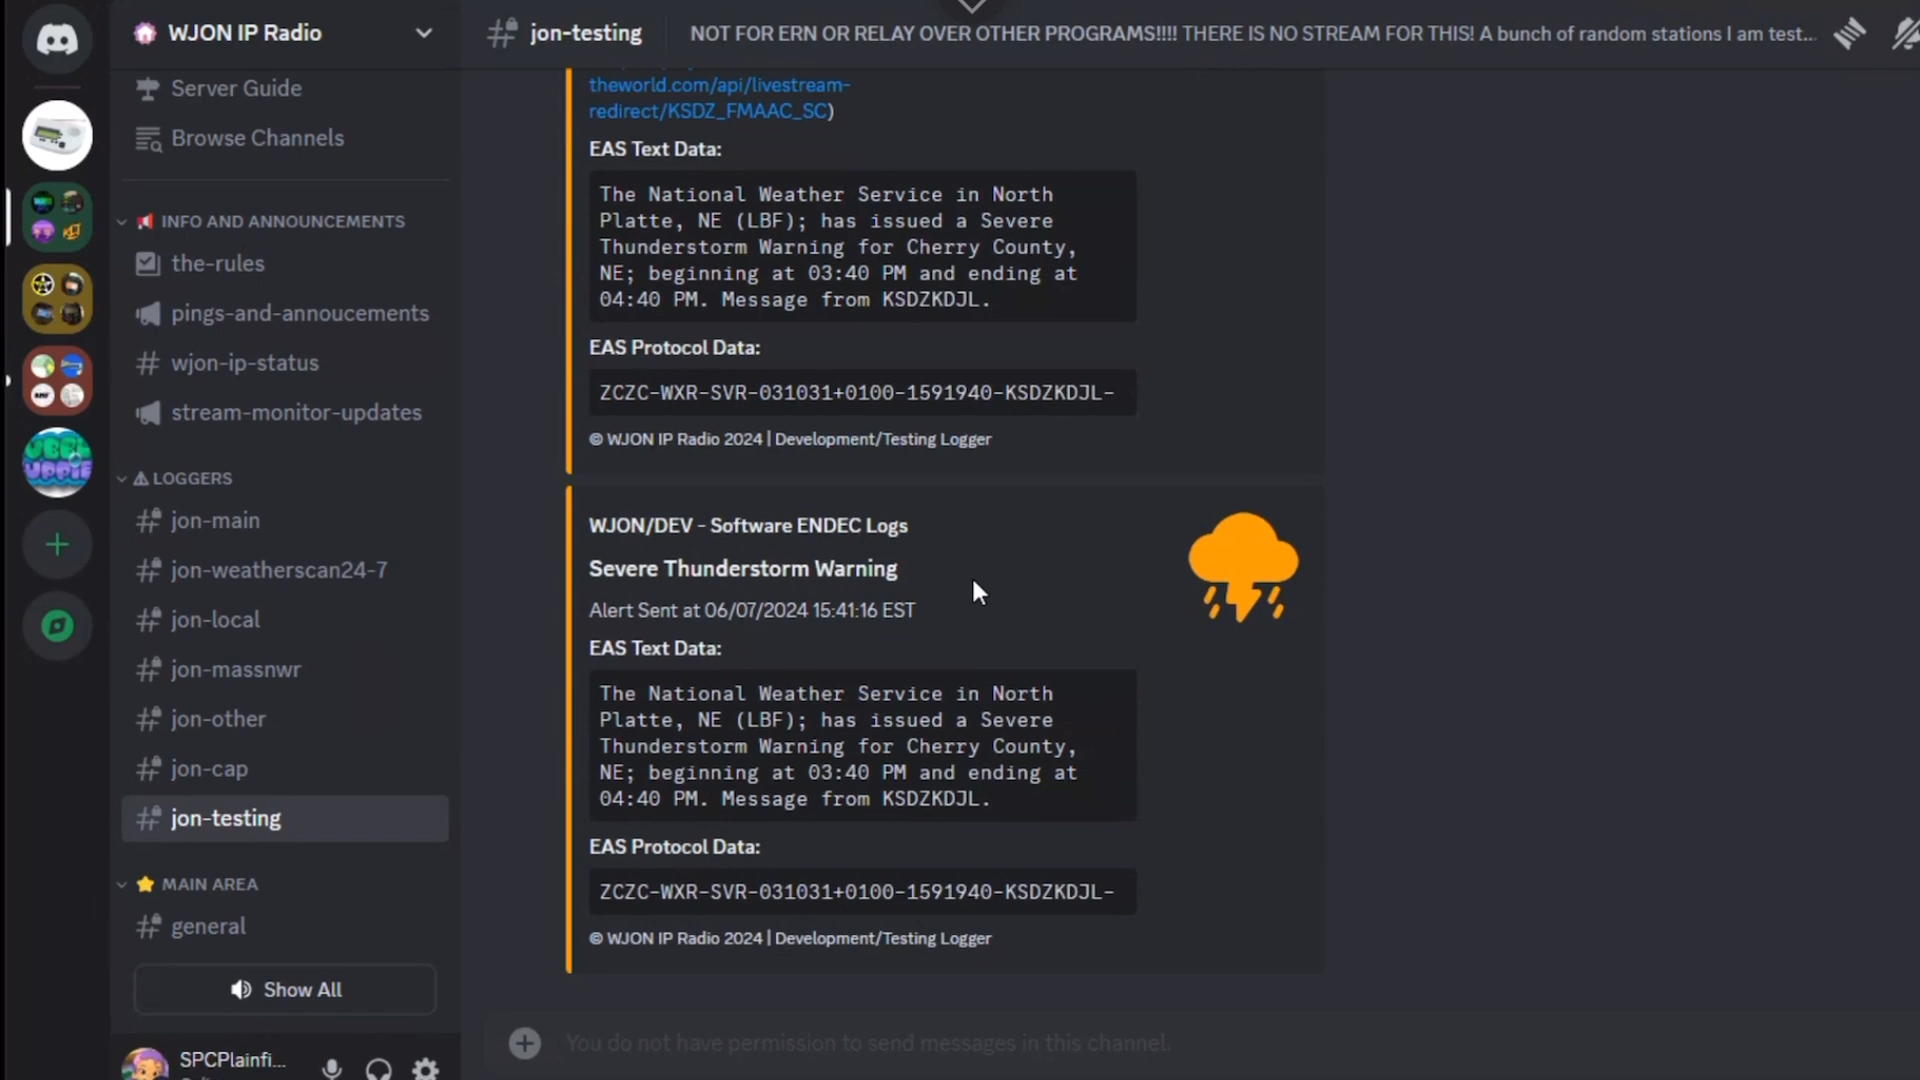 WJON IP Radio
Server Guide
Browse Channels
INFO AND ANNOUNCEMENTS
the-rules
pings-and-annoucements
wjon-ip-status
stream-monitor-updates
LOGGERS
jon-main
jon-weatherscan24-7
jon-local
jon-massnwr
jon-other
jon-cap
jon-testing
MAIN AREA
general
Show All
SPCPlainfi...
jon-testing
NOT FOR ERN OR RELAY OVER OTHER PROGRAMS!!!! THERE IS NO STREAM FOR THIS! A bunch of random stations I am test...
theworld.com/api/livestream-
redirect/KSDZ_FMAAC_SC)
EAS Text Data:
The National Weather Service in North
Platte, NE (LBF); has issued a Severe
Thunderstorm Warning for Cherry County,
NE; beginning at 03:40 PM and ending at
04:40 PM. Message from KSDZKDJL.
EAS Protocol Data:
ZCZC-WXR-SVR-031031+0100-1591940-KSDZKDJL-
© WJON IP Radio 2024 | Development/Testing Logger
WJON/DEV - Software ENDEC Logs
Severe Thunderstorm Warning
Alert Sent at 06/07/2024 15:41:16 EST
EAS Text Data:
The National Weather Service in North
Platte, NE (LBF); has issued a Severe
Thunderstorm Warning for Cherry County,
NE; beginning at 03:40 PM and ending at
04:40 PM. Message from KSDZKDJL.
EAS Protocol Data:
ZCZC-WXR-SVR-031031+0100-1591940-KSDZKDJL-
© WJON IP Radio 2024 | Development/Testing Logger
You do not have permission to send messages in this channel.